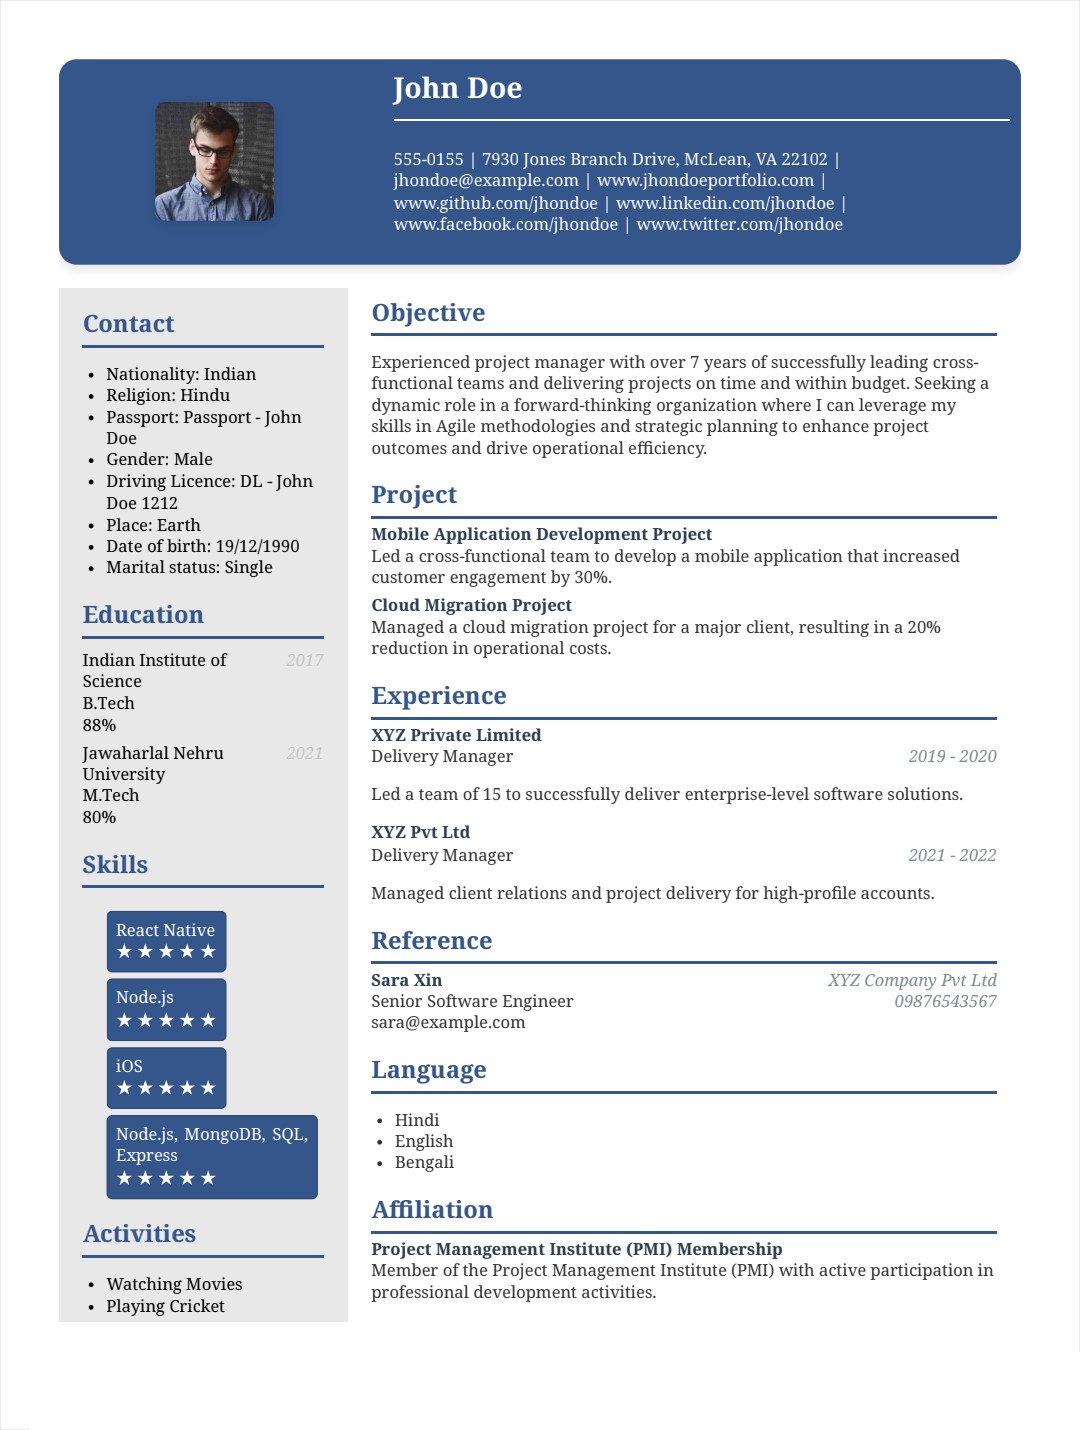 John Doe
555-0155 | 7930 Jones Branch Drive, McLean, VA 22102 |
jhondoe@example.com | www.jhondoeportfolio.com |
www.github.com/jhondoe | www.linkedin.com/jhondoe |
www.facebook.com/jhondoe | www.twitter.com/jhondoe
Contact
• Nationality: Indian
• Religion: Hindu
• Passport: Passport - John
Doe
• Gender: Male
• Driving Licence: DL - John
Doe 1212
• Place: Earth
• Date of birth: 19/12/1990
• Marital status: Single
Education
Indian Institute of 2017
Science
B.Tech
88%
Jawaharlal Nehru 2021
University
M.Tech
80%
Skills
React Native
★ ★ ★ ★ ★
Node.js
★ ★ ★ ★ ★
iOS
★ ★ ★ ★ ★
Node.js, MongoDB, SQL,
Express
★ ★ ★ ★ ★
Activities
• Watching Movies
• Playing Cricket
Objective
Experienced project manager with over 7 years of successfully leading cross-
functional teams and delivering projects on time and within budget. Seeking a
dynamic role in a forward-thinking organization where I can leverage my
skills in Agile methodologies and strategic planning to enhance project
outcomes and drive operational efficiency.
Project
Mobile Application Development Project
Led a cross-functional team to develop a mobile application that increased
customer engagement by 30%.
Cloud Migration Project
Managed a cloud migration project for a major client, resulting in a 20%
reduction in operational costs.
Experience
XYZ Private Limited
Delivery Manager 2019 - 2020
Led a team of 15 to successfully deliver enterprise-level software solutions.
XYZ Pvt Ltd
Delivery Manager 2021 - 2022
Managed client relations and project delivery for high-profile accounts.
Reference
Sara Xin XYZ Company Pvt Ltd
Senior Software Engineer 09876543567
sara@example.com
Language
• Hindi
• English
• Bengali
Affiliation
Project Management Institute (PMI) Membership
Member of the Project Management Institute (PMI) with active participation in
professional development activities.